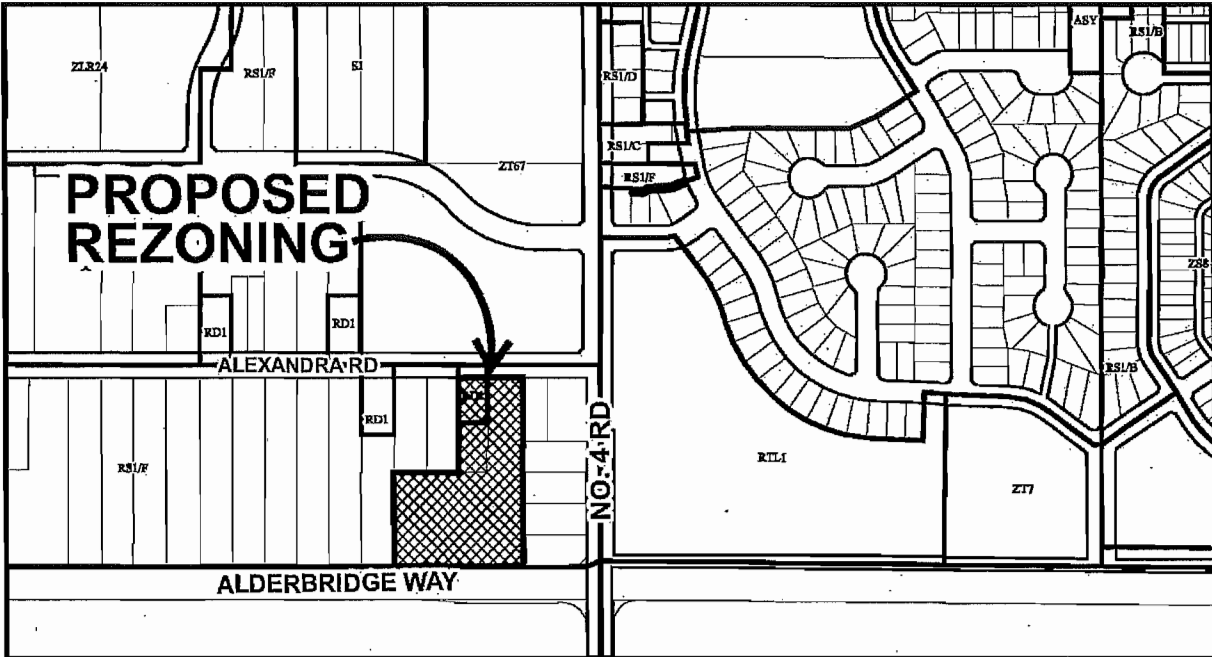 ASY
RS1/B
ZLR24
RS1/F
SI
RS1/D
RS1/C
ZT67
RS1/F
PROPOSED
REZONING
ZS8
RD1
RD1
ALEXANDRA RD
RS1/B
RD1
NO. 4 RD
RS1/F
RTL1
ZT7
ALDERBRIDGE WAY